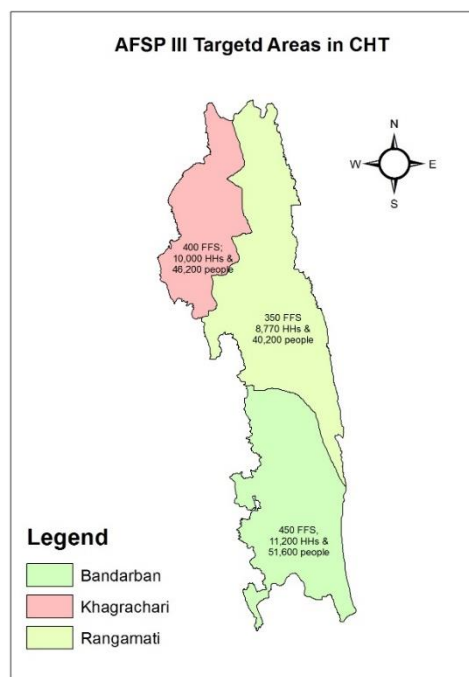 AFSP III Targetd Areas in CHT
N
W
E
S
400 FFS;
10,000 HHs &
46,200 people
350 FFS
8,770 HHs &
40,200 people
450 FFS,
11,200 HHs &
51,600 people
Legend
Bandarban
Khagrachari
Rangamati